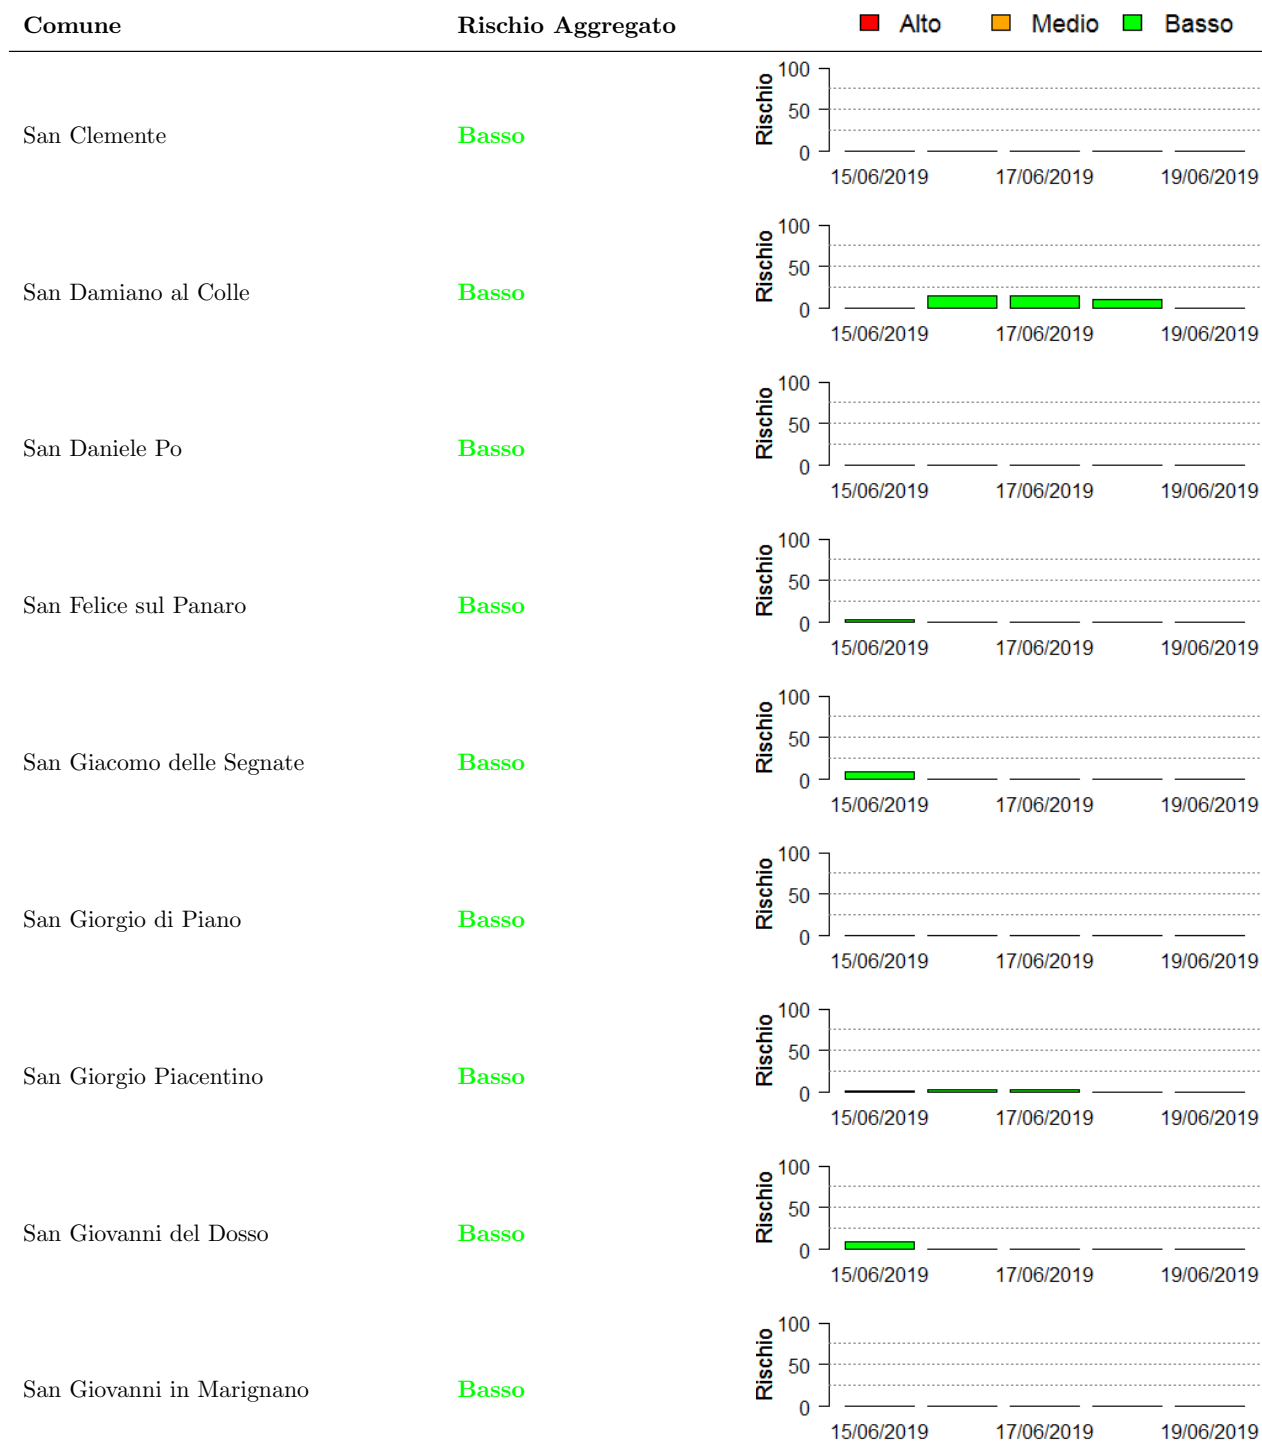 Comune Rischio Aggregato Alto Medio Basso
San Clemente Basso
Rischio
100
50
0
15/06/2019 17/06/2019 19/06/2019
San Damiano al Colle Basso
Rischio
100
50
0
15/06/2019 17/06/2019 19/06/2019
San Daniele Po Basso
Rischio
100
50
0
15/06/2019 17/06/2019 19/06/2019
San Felice sul Panaro Basso
Rischio
100
50
0
15/06/2019 17/06/2019 19/06/2019
San Giacomo delle Segnate Basso
Rischio
100
50
0
15/06/2019 17/06/2019 19/06/2019
San Giorgio di Piano Basso
Rischio
100
50
0
15/06/2019 17/06/2019 19/06/2019
San Giorgio Piacentino Basso
Rischio
100
50
0
15/06/2019 17/06/2019 19/06/2019
San Giovanni del Dosso Basso
Rischio
100
50
0
15/06/2019 17/06/2019 19/06/2019
San Giovanni in Marignano Basso
Rischio
100
50
0
15/06/2019 17/06/2019 19/06/2019